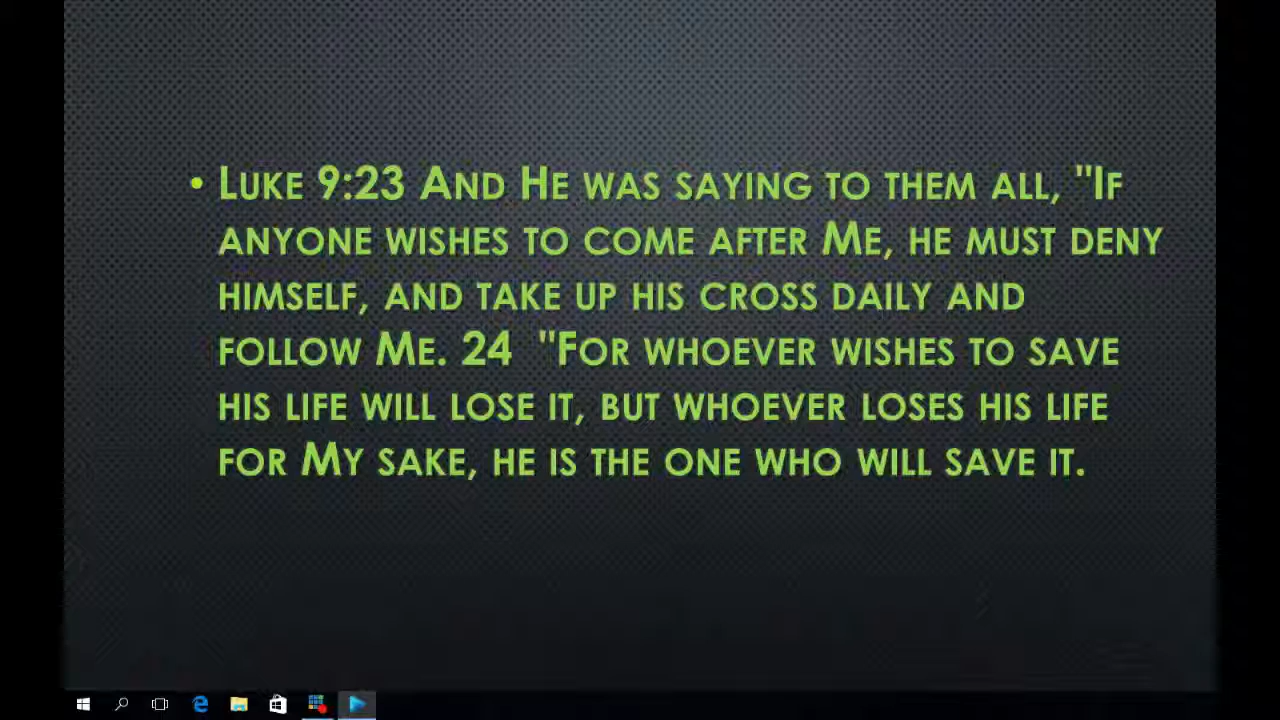 • Luke 9:23 And He was saying to them all, "If
anyone wishes to come after Me, he must deny
himself, and take up his cross daily and
follow Me. 24 "For whoever wishes to save
his life will lose it, but whoever loses his life
for My sake, he is the one who will save it.